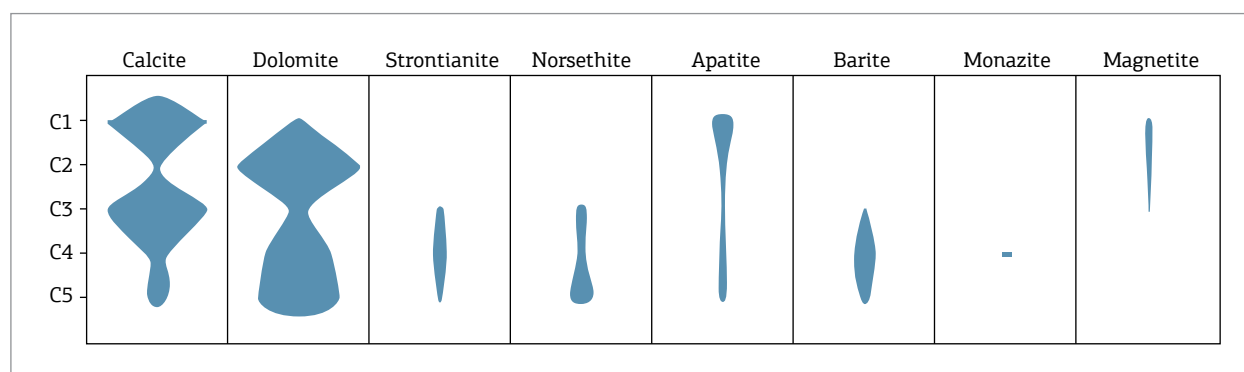 Calcite Dolomite Strontianite Norsethite Apatite Barite Monazite Magnetite
C1
C2
C3
C4
C5